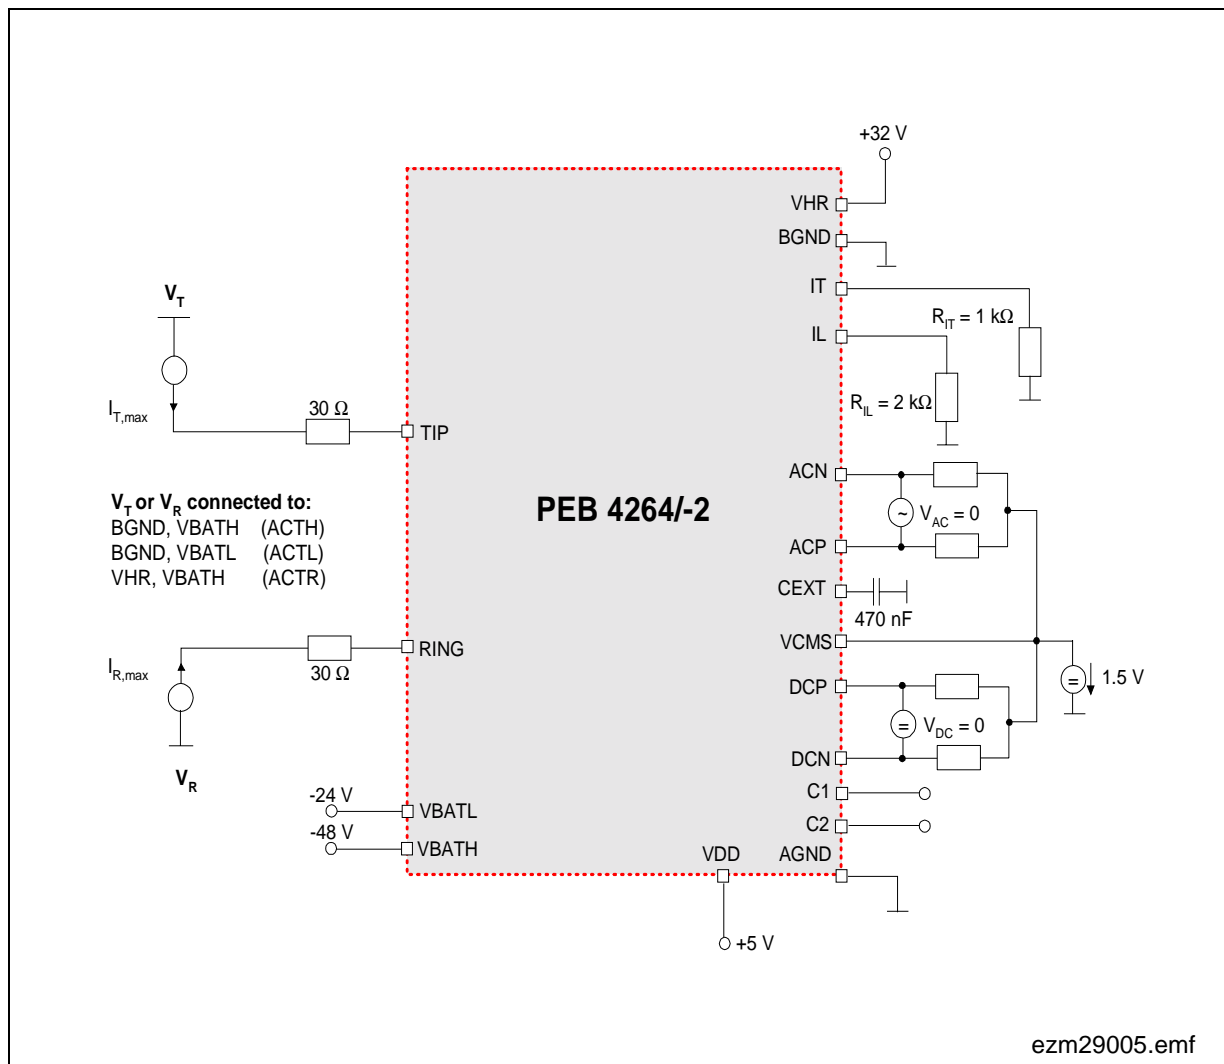 +32 V
VHR
BGND
IT
R_IT = 1 kΩ
IL
R_IL = 2 kΩ
V_T
I_T,max
30 Ω
TIP
V_T or V_R connected to:
BGND, VBATH (ACTH)
BGND, VBATL (ACTL)
VHR, VBATH (ACTR)
PEB 4264/-2
ACN
~
V_AC = 0
ACP
CEXT
470 nF
VCMS
=
1.5 V
DCP
=
V_DC = 0
DCN
C1
C2
AGND
RING
30 Ω
I_R,max
V_R
-24 V
VBATL
-48 V
VBATH
VDD
+5 V
ezm29005.emf